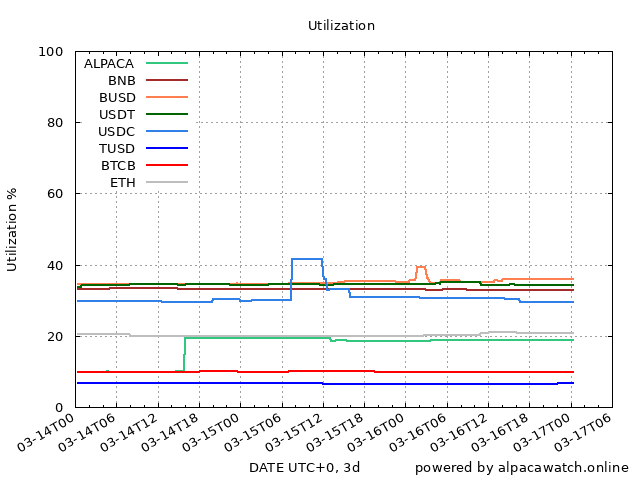 Utilization
100
80
60
40
20
0
Utilization %
ALPACA
BNB
BUSD
USDT
USDC
TUSD
BTCB
ETH
03-14T00
03-14T06
03-14T12
03-14T18
03-15T00
03-15T06
03-15T12
03-15T18
03-16T00
03-16T06
03-16T12
03-16T18
03-17T00
03-17T06
DATE UTC+0, 3d
powered by alpacawatch.online